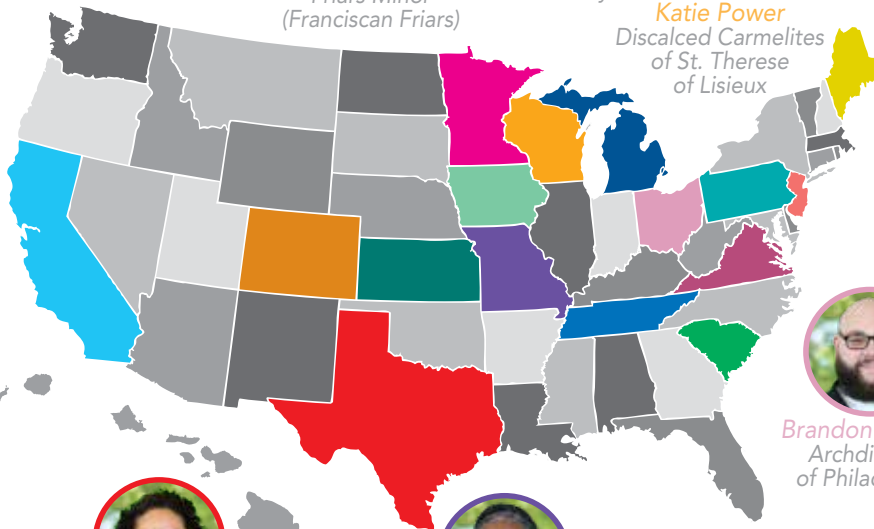 (Franciscan Friars)
Katie Power
Discalced Carmelites
of St. Therese
of Lisieux
Brandon